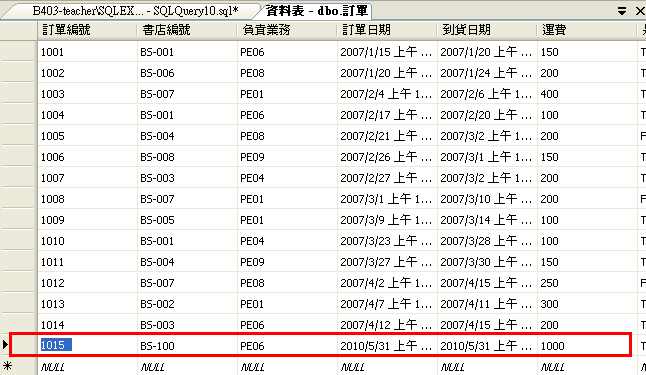 B403-teacher\SQLEX... - SQLQuery10.sql* 資料表 - dbo.訂單
訂單編號 書店編號 負責業務 訂單日期 到貨日期 運費
1001 BS-001 PE06 2007/1/15 上午 ... 2007/1/20 上午 ... 150 T
1002 BS-006 PE08 2007/1/20 上午 ... 2007/1/24 上午 ... 200 T
1003 BS-007 PE01 2007/2/4 上午 1... 2007/2/6 上午 1... 400 T
1004 BS-001 PE06 2007/2/17 上午 ... 2007/2/20 上午 ... 100 T
1005 BS-004 PE08 2007/2/21 上午 ... 2007/3/2 上午 1... 200 F
1006 BS-008 PE09 2007/2/26 上午 ... 2007/3/1 上午 1... 150 T
1007 BS-003 PE04 2007/2/27 上午 ... 2007/3/2 上午 1... 200 T
1008 BS-007 PE01 2007/3/1 上午 1... 2007/3/10 上午 ... 200 F
1009 BS-005 PE01 2007/3/9 上午 1... 2007/3/14 上午 ... 100 T
1010 BS-001 PE04 2007/3/23 上午 ... 2007/3/28 上午 ... 100 T
1011 BS-004 PE09 2007/3/27 上午 ... 2007/3/30 上午 ... 150 T
1012 BS-007 PE08 2007/4/2 上午 1... 2007/4/15 上午 ... 250 F
1013 BS-002 PE01 2007/4/7 上午 1... 2007/4/11 上午 ... 300 T
1014 BS-003 PE06 2007/4/12 上午 ... 2007/4/15 上午 ... 200 T
1015 BS-100 PE06 2010/5/31 上午 ... 2010/5/31 上午 ... 1000 T
NULL NULL NULL NULL NULL NULL